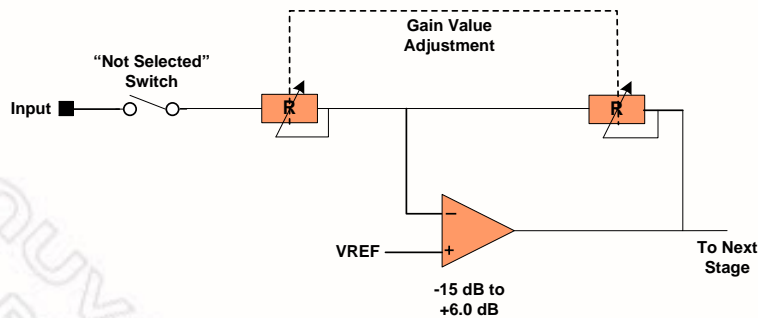 Gain Value
Adjustment
“Not Selected”
Switch
Input
R
R
−
+
VREF
To Next
Stage
-15 dB to
+6.0 dB